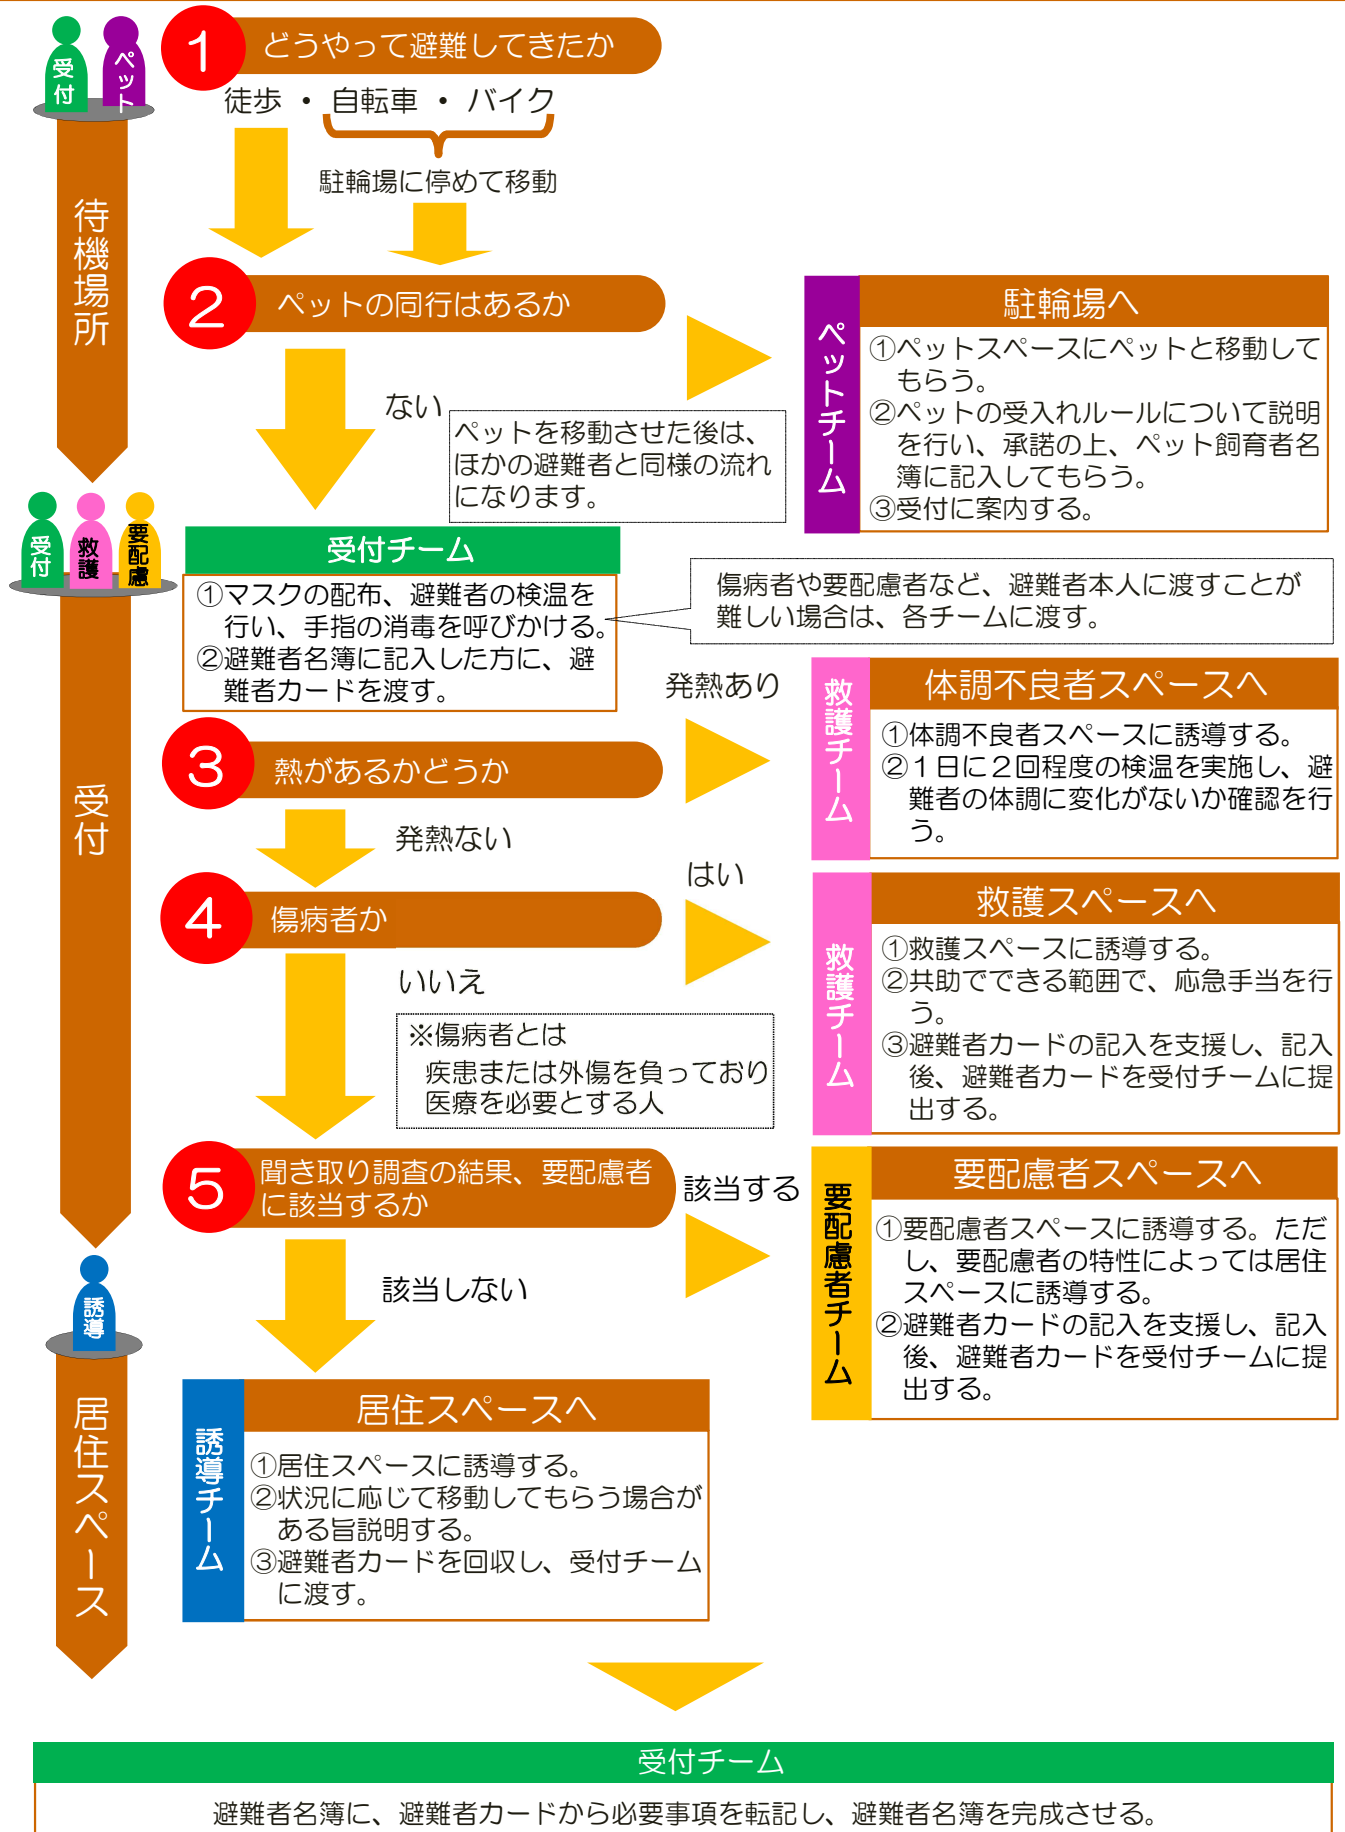 受付
ペット
1
どうやって避難してきたか
徒歩 ・ 自転車 ・ バイク
駐輪場に停めて移動
待機場所
2
ペットの同行はあるか
ない
ペットを移動させた後は、
ほかの避難者と同様の流れ
になります。
ペットチーム
駐輪場へ
①ペットスペースにペットと移動して
もらう。
②ペットの受入れルールについて説明
を行い、承諾の上、ペット飼育者名
簿に記入してもらう。
③受付に案内する。
受付
救護
要配慮
受付
受付チーム
①マスクの配布、避難者の検温を
行い、手指の消毒を呼びかける。
②避難者名簿に記入した方に、避
難者カードを渡す。
傷病者や要配慮者など、避難者本人に渡すことが
難しい場合は、各チームに渡す。
3
熱があるかどうか
発熱あり
救護チーム
体調不良者スペースへ
①体調不良者スペースに誘導する。
②１日に２回程度の検温を実施し、避
難者の体調に変化がないか確認を行
う。
発熱ない
4
傷病者か
はい
救護チーム
救護スペースへ
①救護スペースに誘導する。
②共助でできる範囲で、応急手当を行
う。
③避難者カードの記入を支援し、記入
後、避難者カードを受付チームに提
出する。
いいえ
※傷病者とは
疾患または外傷を負っており
医療を必要とする人
5
聞き取り調査の結果、要配慮者
に該当するか
該当する
要配慮者チーム
要配慮者スペースへ
①要配慮者スペースに誘導する。ただ
し、要配慮者の特性によっては居住
スペースに誘導する。
②避難者カードの記入を支援し、記入
後、避難者カードを受付チームに提
出する。
該当しない
誘導
居住スペース
誘導チーム
居住スペースへ
①居住スペースに誘導する。
②状況に応じて移動してもらう場合が
ある旨説明する。
③避難者カードを回収し、受付チーム
に渡す。
受付チーム
避難者名簿に、避難者カードから必要事項を転記し、避難者名簿を完成させる。